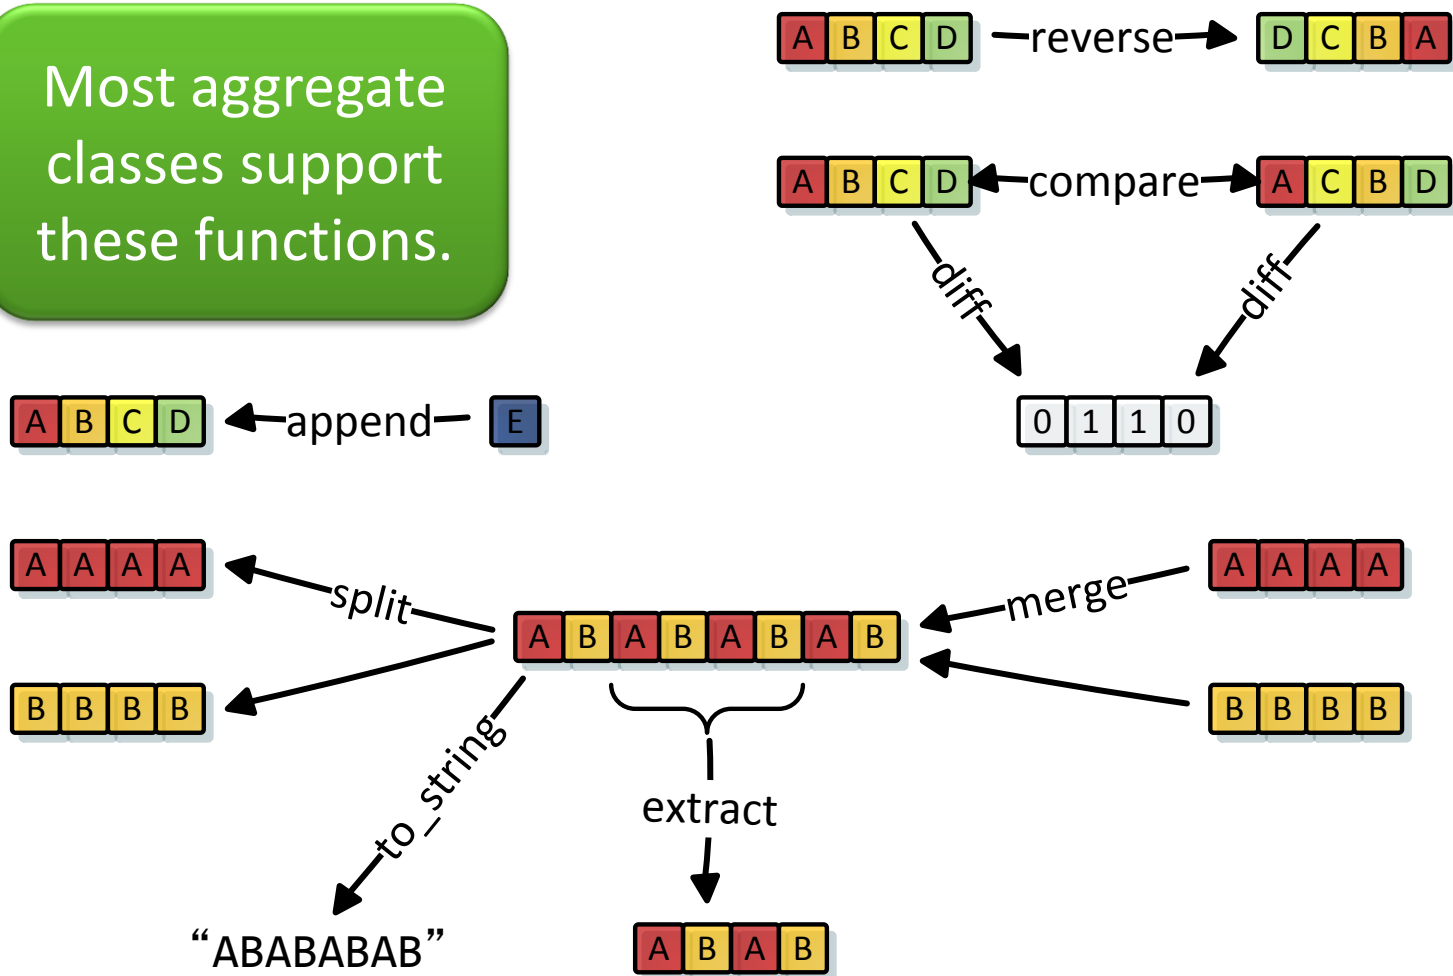 Most aggregate
classes support
these functions.
A B C D reverse D C B A
A B C D compare A C B D
diff diff
0 1 1 0
A B C D append E
A A A A split
B B B B
A B A B A B A B
merge A A A A
B B B B
to_string
extract
“ABABABAB”
A B A B